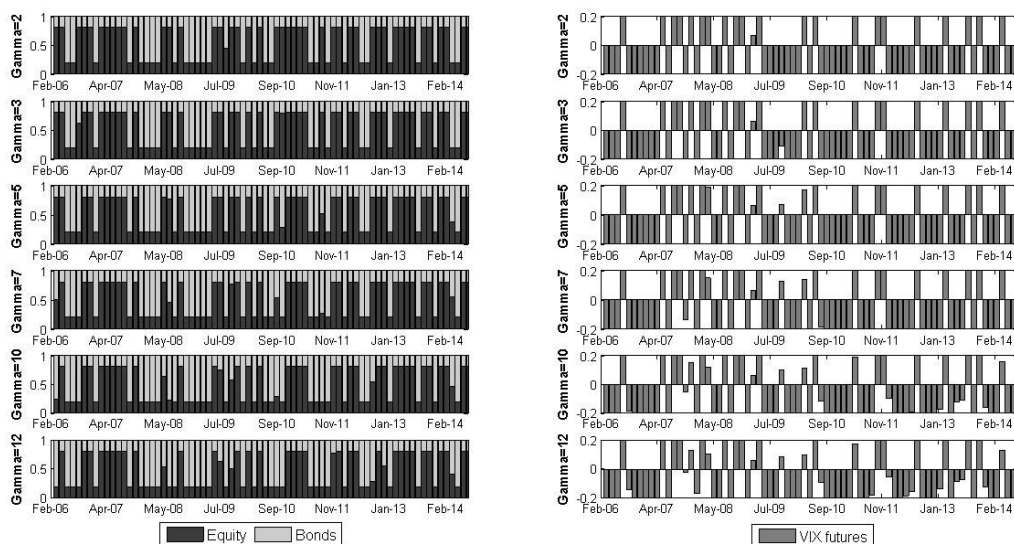 Gamma=2
1
0.5
0
Feb-06 Apr-07 May-08 Jul-09 Sep-10 Nov-11 Jan-13 Feb-14
Gamma=3
1
0.5
0
Feb-06 Apr-07 May-08 Jul-09 Sep-10 Nov-11 Jan-13 Feb-14
Gamma=5
1
0.5
0
Feb-06 Apr-07 May-08 Jul-09 Sep-10 Nov-11 Jan-13 Feb-14
Gamma=7
1
0.5
0
Feb-06 Apr-07 May-08 Jul-09 Sep-10 Nov-11 Jan-13 Feb-14
Gamma=10
1
0.5
0
Feb-06 Apr-07 May-08 Jul-09 Sep-10 Nov-11 Jan-13 Feb-14
Gamma=12
1
0.5
0
Feb-06 Apr-07 May-08 Jul-09 Sep-10 Nov-11 Jan-13 Feb-14
Equity Bonds
Gamma=2
0.2
0
-0.2
Feb-06 Apr-07 May-08 Jul-09 Sep-10 Nov-11 Jan-13 Feb-14
Gamma=3
0.2
0
-0.2
Feb-06 Apr-07 May-08 Jul-09 Sep-10 Nov-11 Jan-13 Feb-14
Gamma=5
0.2
0
-0.2
Feb-06 Apr-07 May-08 Jul-09 Sep-10 Nov-11 Jan-13 Feb-14
Gamma=7
0.2
0
-0.2
Feb-06 Apr-07 May-08 Jul-09 Sep-10 Nov-11 Jan-13 Feb-14
Gamma=10
0.2
0
-0.2
Feb-06 Apr-07 May-08 Jul-09 Sep-10 Nov-11 Jan-13 Feb-14
Gamma=12
0.2
0
-0.2
Feb-06 Apr-07 May-08 Jul-09 Sep-10 Nov-11 Jan-13 Feb-14
VIX futures